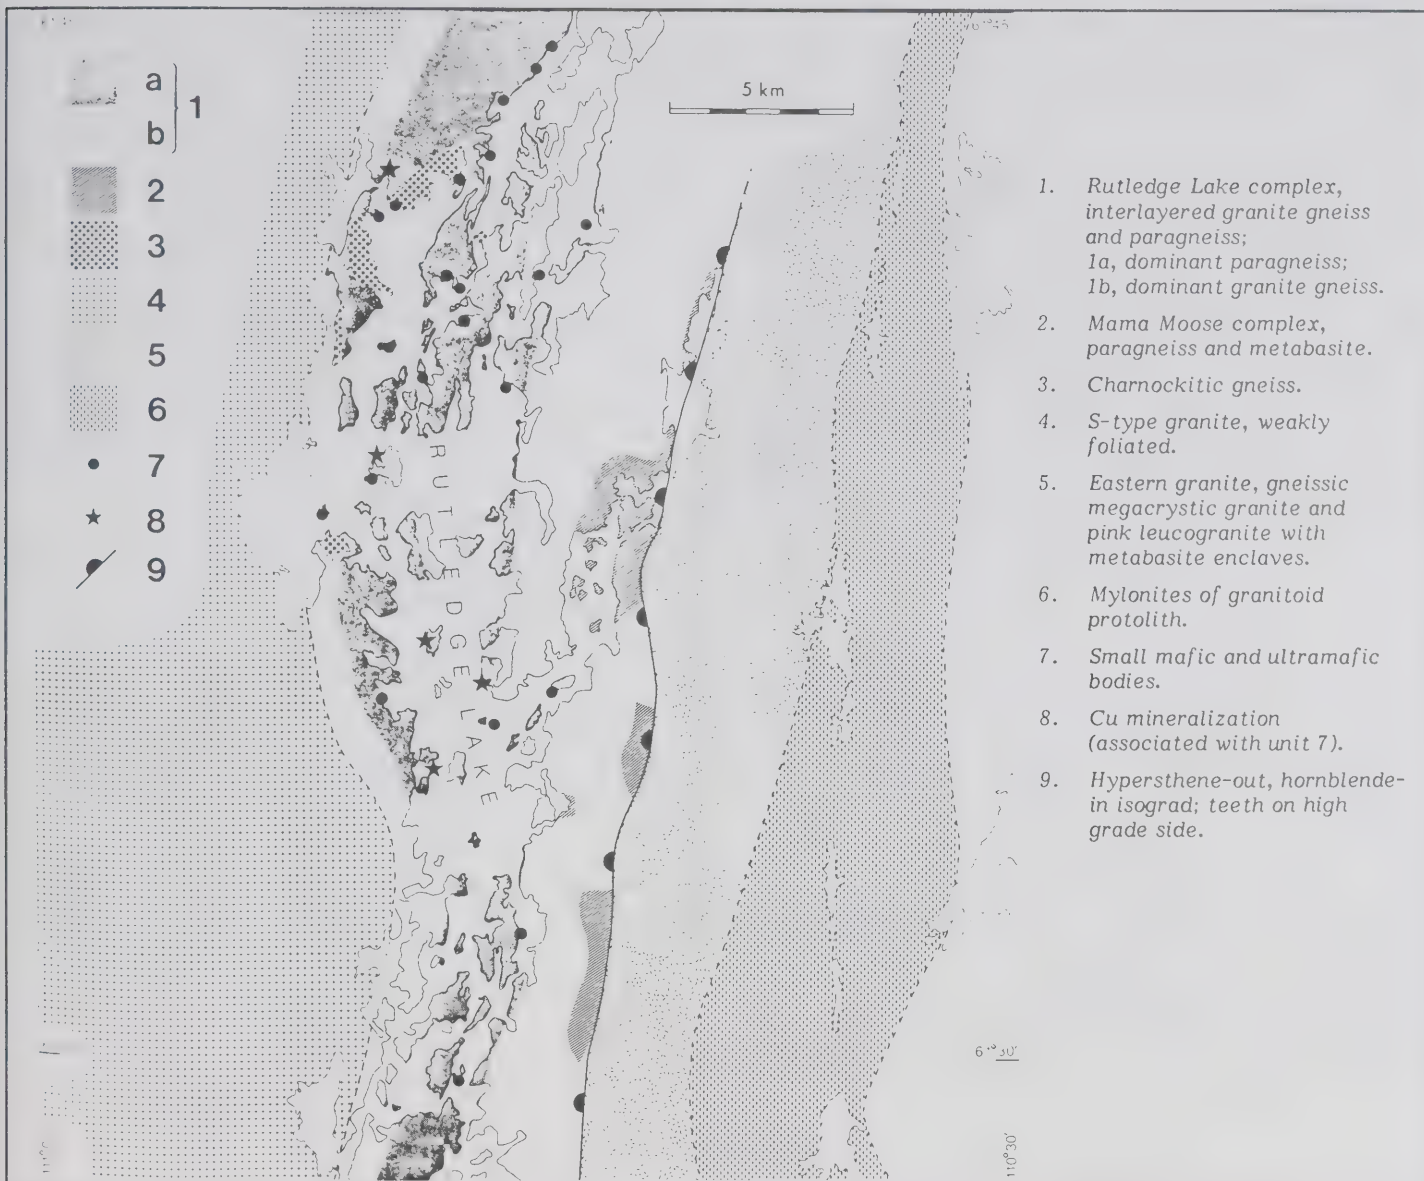 a
1
b
2
3
4
5
6
7
8
9
5 km
RUTLEDGE LAKE
30'
110°30'
1. Rutledge Lake complex,
interlayered granite gneiss
and paragneiss;
1a, dominant paragneiss;
1b, dominant granite gneiss.
2. Mama Moose complex,
paragneiss and metabasite.
3. Charnockitic gneiss.
4. S-type granite, weakly
foliated.
5. Eastern granite, gneissic
megacrystic granite and
pink leucogranite with
metabasite enclaves.
6. Mylonites of granitoid
protolith.
7. Small mafic and ultramafic
bodies.
8. Cu mineralization
(associated with unit 7).
9. Hypersthene-out, hornblende-
in isograd; teeth on high
grade side.